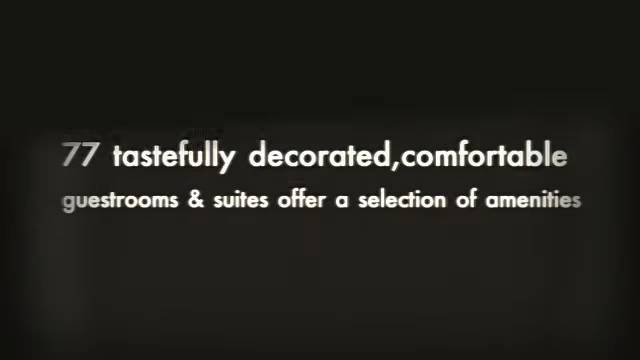 77 tastefully decorated,comfortable
guestrooms & suites offer a selection of amenities